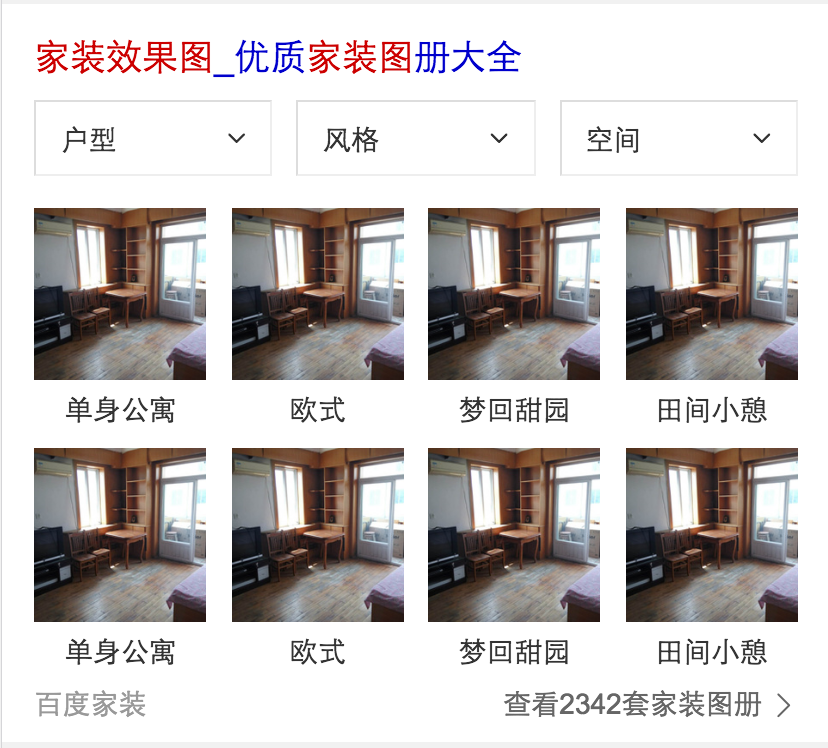 家装效果图_优质家装图册大全
户型 风格 空间
单身公寓 欧式 梦回甜园 田间小憩
单身公寓 欧式 梦回甜园 田间小憩
百度家装 查看2342套家装图册